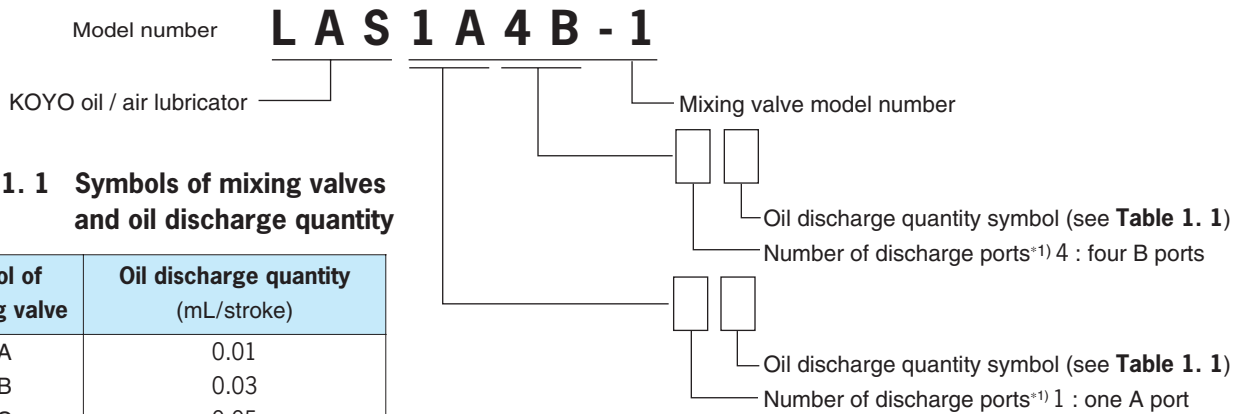 Model number
L A S 1 A 4 B - 1
KOYO oil / air lubricator
Mixing valve model number
Oil discharge quantity symbol (see Table 1. 1)
Number of discharge ports*1) 4 : four B ports
Oil discharge quantity symbol (see Table 1. 1)
Number of discharge ports*1) 1 : one A port
1. 1 Symbols of mixing valves
and oil discharge quantity
of
valve
Oil discharge quantity
(mL/stroke)
A 0.01
B 0.03